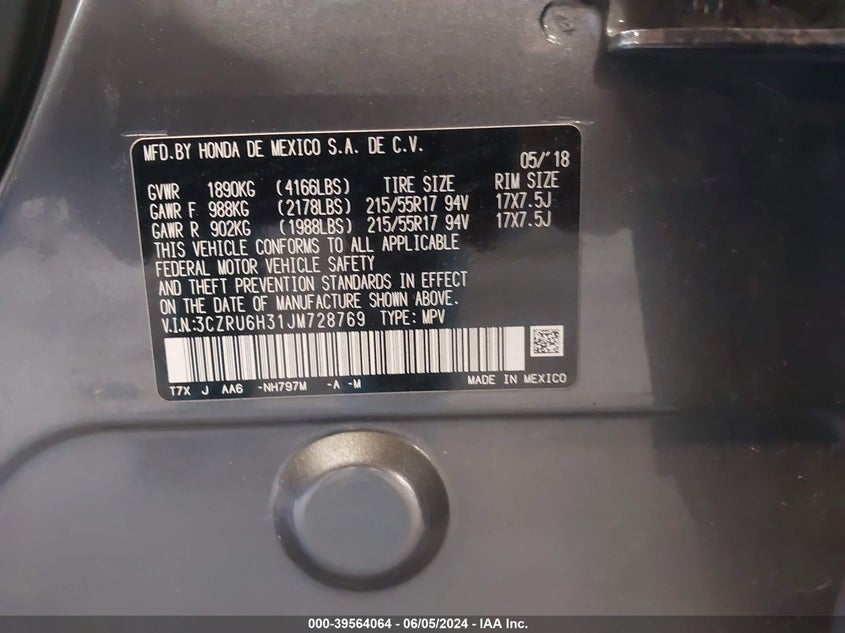 MFD.BY HONDA DE MEXICO S.A. DE C.V.
05/'18
GVWR 1890KG (4166LBS) TIRE SIZE RIM SIZE
GAWR F 988KG (2178LBS) 215/55R17 94V 17X7.5J
GAWR R 902KG (1988LBS) 215/55R17 94V 17X7.5J
THIS VEHICLE CONFORMS TO ALL APPLICABLE
FEDERAL MOTOR VEHICLE SAFETY
AND THEFT PREVENTION STANDARDS IN EFFECT
ON THE DATE OF MANUFACTURE SHOWN ABOVE.
V.I.N.:3CZRU6H31JM728769 TYPE: MPV
T7X J AA6 -NH797M -A -M MADE IN MEXICO
000-39564064 - 06/05/2024 - IAA Inc.